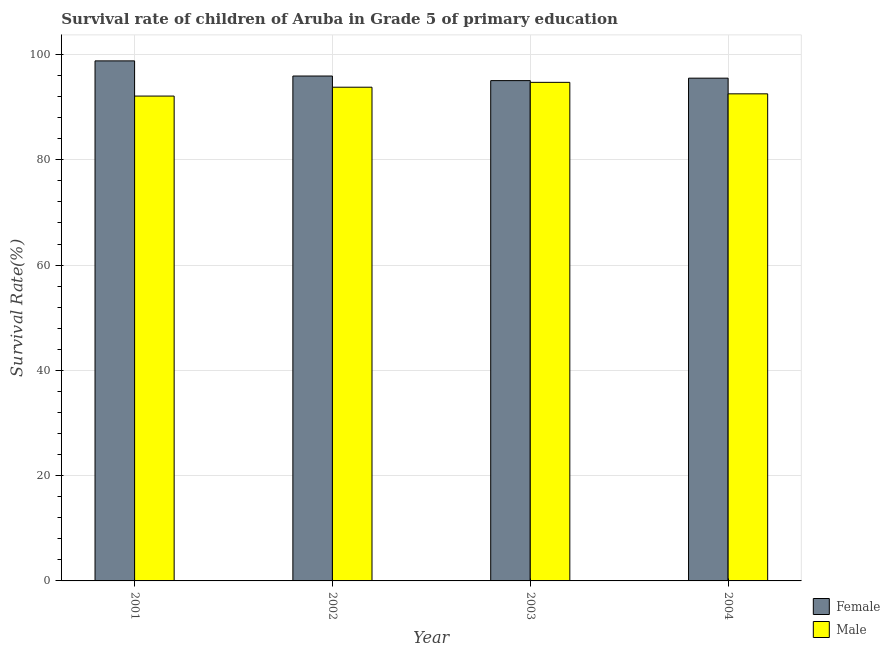 Survival rate of children of Aruba in Grade 5 of primary education
Survival Rate(%)
100
80
60
40
20
0
2001
2002
2003
2004
Year
Female
Male